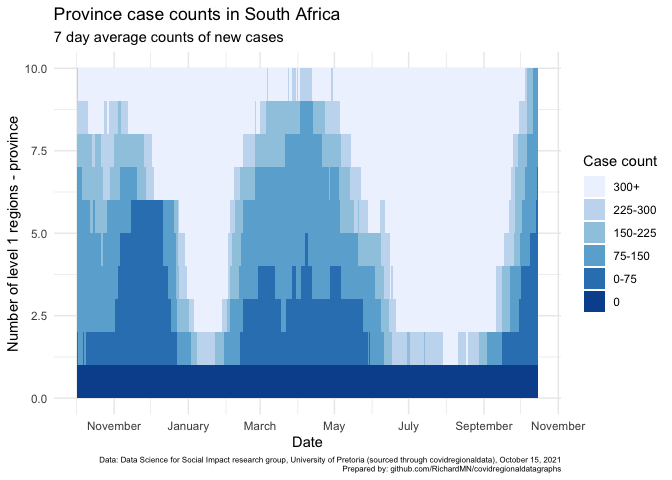 Province case counts in South Africa
7 day average counts of new cases
Number of level 1 regions - province
10.0
7.5
5.0
2.5
0.0
November
January
March
May
July
September
November
Date
Case count
300+
225-300
150-225
75-150
0-75
0
Data: Data Science for Social Impact research group, University of Pretoria (sourced through covidregionaldata), October 15, 2021
Prepared by: github.com/RichardMN/covidregionaldatagraphs